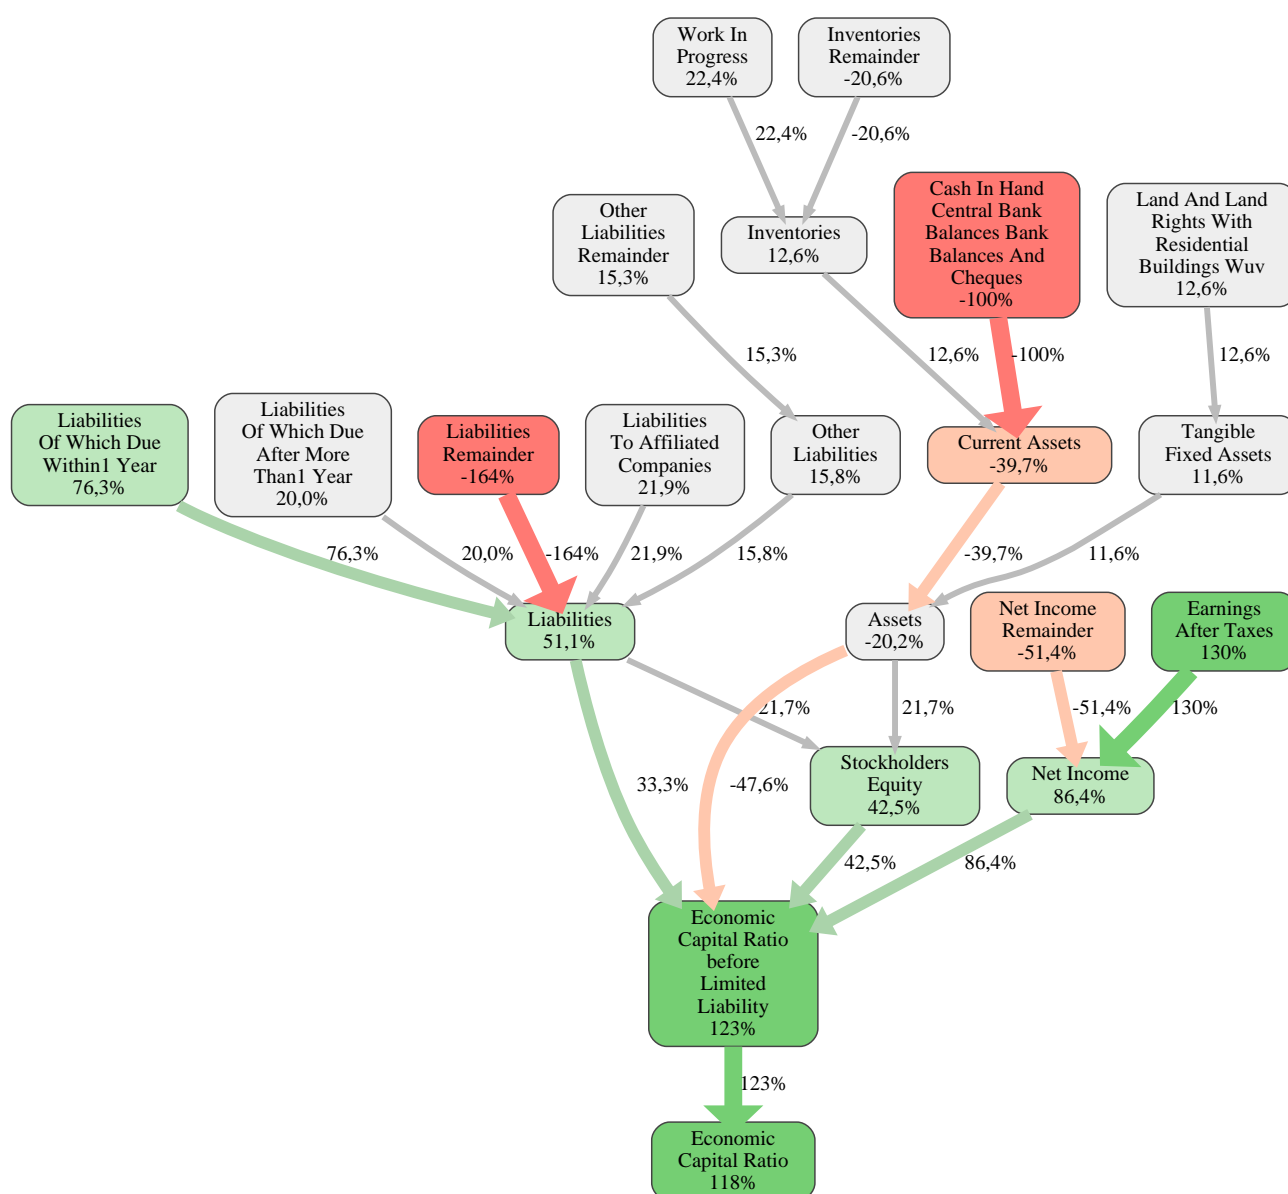 Work In
Progress
22,4%
Inventories
Remainder
-20,6%
22,4%
-20,6%
Other
Liabilities
Remainder
15,3%
Inventories
12,6%
Cash In Hand
Central Bank
Balances Bank
Balances And
Cheques
-100%
Land And Land
Rights With
Residential
Buildings Wuv
12,6%
15,3%
12,6%
-100%
12,6%
Liabilities
Of Which Due
Within1 Year
76,3%
Liabilities
Of Which Due
After More
Than1 Year
20,0%
Liabilities
Remainder
-164%
Liabilities
To Affiliated
Companies
21,9%
Other
Liabilities
15,8%
Current Assets
-39,7%
Tangible
Fixed Assets
11,6%
76,3%
20,0%
-164%
21,9%
15,8%
-39,7%
11,6%
Liabilities
51,1%
Assets
-20,2%
Net Income
Remainder
-51,4%
Earnings
After Taxes
130%
21,7%
21,7%
-51,4%
130%
33,3%
-47,6%
Stockholders
Equity
42,5%
Net Income
86,4%
42,5%
86,4%
Economic
Capital Ratio
before
Limited
Liability
123%
123%
Economic
Capital Ratio
118%